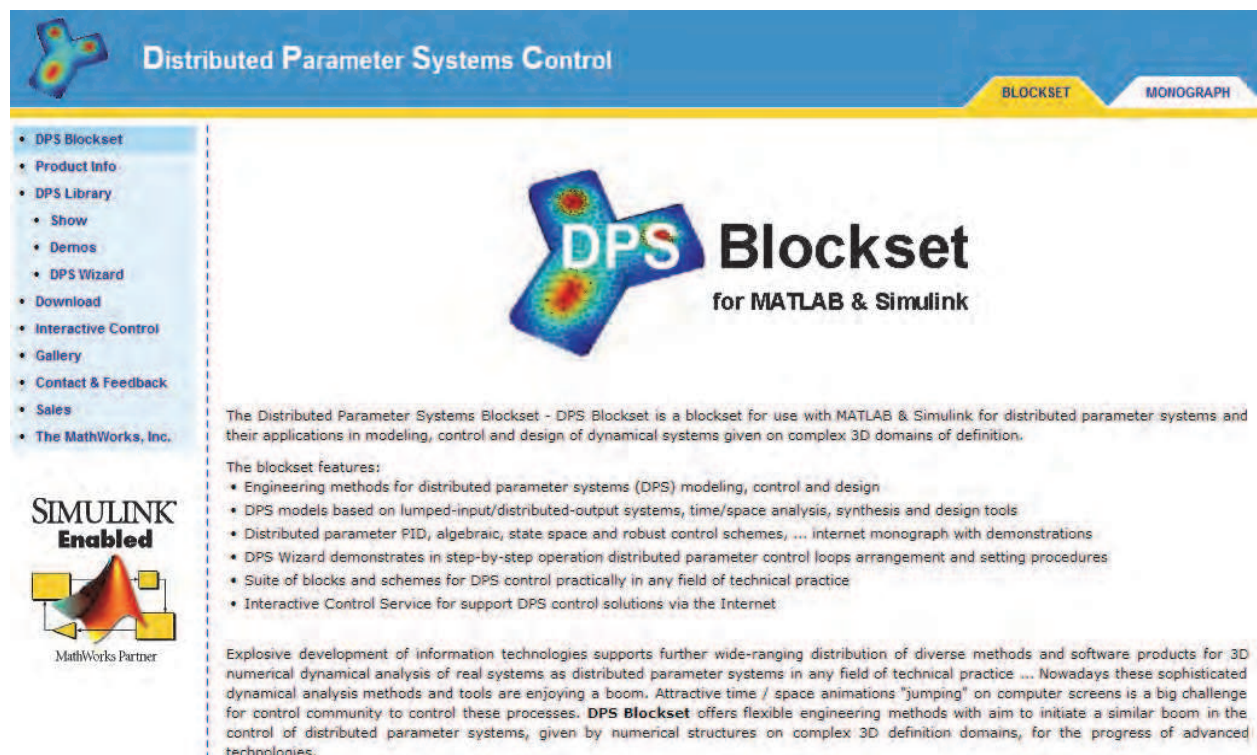 Distributed Parameter Systems Control
BLOCKSET
MONOGRAPH
• DPS Blockset
• Product Info
• DPS Library
• Show
• Demos
• DPS Wizard
• Download
• Interactive Control
• Gallery
• Contact & Feedback
• Sales
• The MathWorks, Inc.
SIMULINK
Enabled
MathWorks Partner
DPS Blockset
for MATLAB & Simulink
The Distributed Parameter Systems Blockset - DPS Blockset is a blockset for use with MATLAB & Simulink for distributed parameter systems and
their applications in modeling, control and design of dynamical systems given on complex 3D domains of definition.
The blockset features:
• Engineering methods for distributed parameter systems (DPS) modeling, control and design
• DPS models based on lumped-input/distributed-output systems, time/space analysis, synthesis and design tools
• Distributed parameter PID, algebraic, state space and robust control schemes, ... internet monograph with demonstrations
• DPS Wizard demonstrates in step-by-step operation distributed parameter control loops arrangement and setting procedures
• Suite of blocks and schemes for DPS control practically in any field of technical practice
• Interactive Control Service for support DPS control solutions via the Internet
Explosive development of information technologies supports further wide-ranging distribution of diverse methods and software products for 3D
numerical dynamical analysis of real systems as distributed parameter systems in any field of technical practice ... Nowadays these sophisticated
dynamical analysis methods and tools are enjoying a boom. Attractive time / space animations "jumping" on computer screens is a big challenge
for control community to control these processes. DPS Blockset offers flexible engineering methods with aim to initiate a similar boom in the
control of distributed parameter systems, given by numerical structures on complex 3D definition domains, for the progress of advanced
technologies.